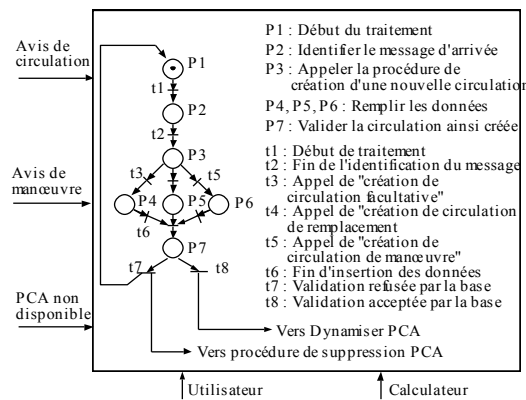 Avis de
circulation
Avis de
manœuvre
PCA non
disponible
P1
t1
P2
t2
P3
t3
t5
P4
P5
P6
t6
P7
t7
t8
P1 : Début du traitement
P2 : Identifier le message d'arrivée
P3 : Appeler la procédure de
création d'une nouvelle circulation
P4, P5, P6 : Remplir les données
P7 : Valider la circulation ainsi créée
t1 : Début de traitement
t2 : Fin de l'identification du message
t3 : Appel de "création de
circulation facultative"
t4 : Appel de "création de circulation
de remplacement
t5 : Appel de "création de
circulation de manœuvre"
t6 : Fin d'insertion des données
t7 : Validation refusée par la base
t8 : Validation acceptée par la base
Vers Dynamiser PCA
Vers procédure de suppression PCA
Utilisateur
Calculateur